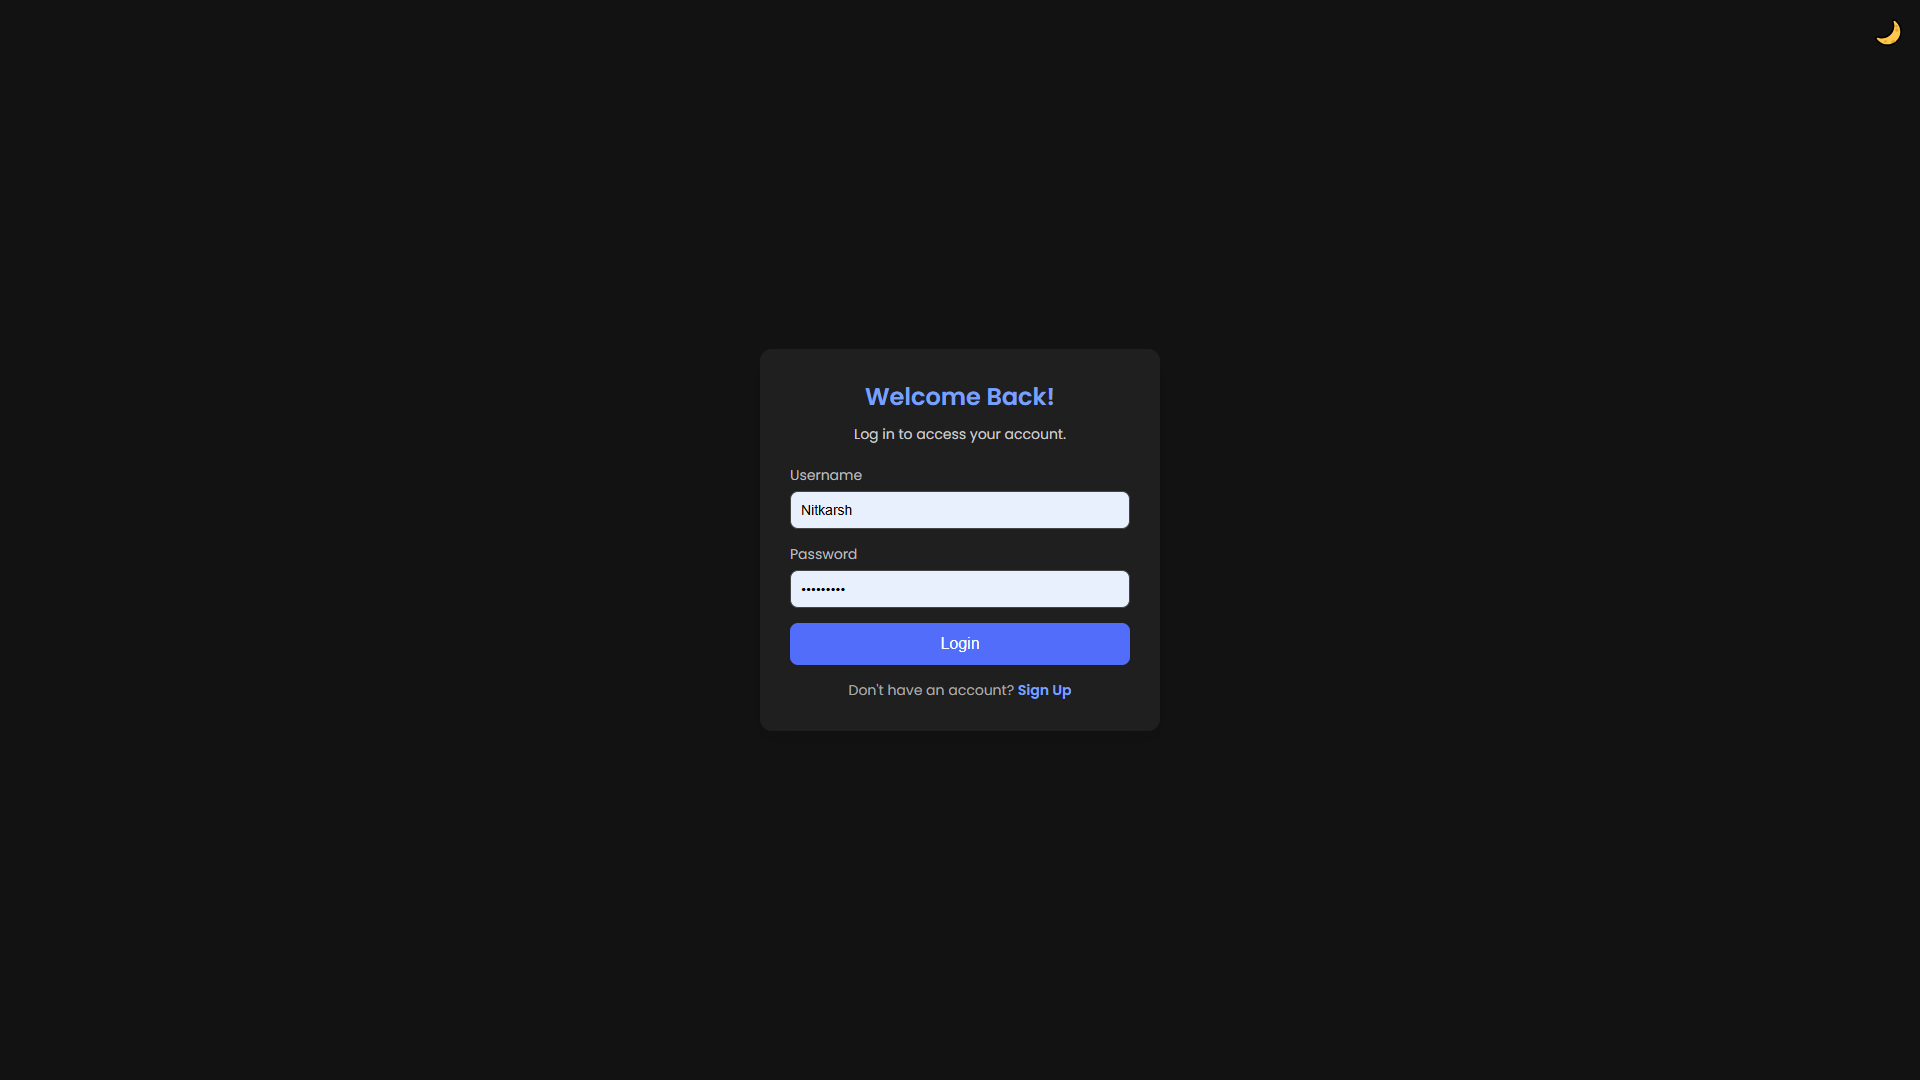 Welcome Back!
Log in to access your account.
Username
Nitkarsh
Password
•••••••••
Login
Don't have an account? Sign Up